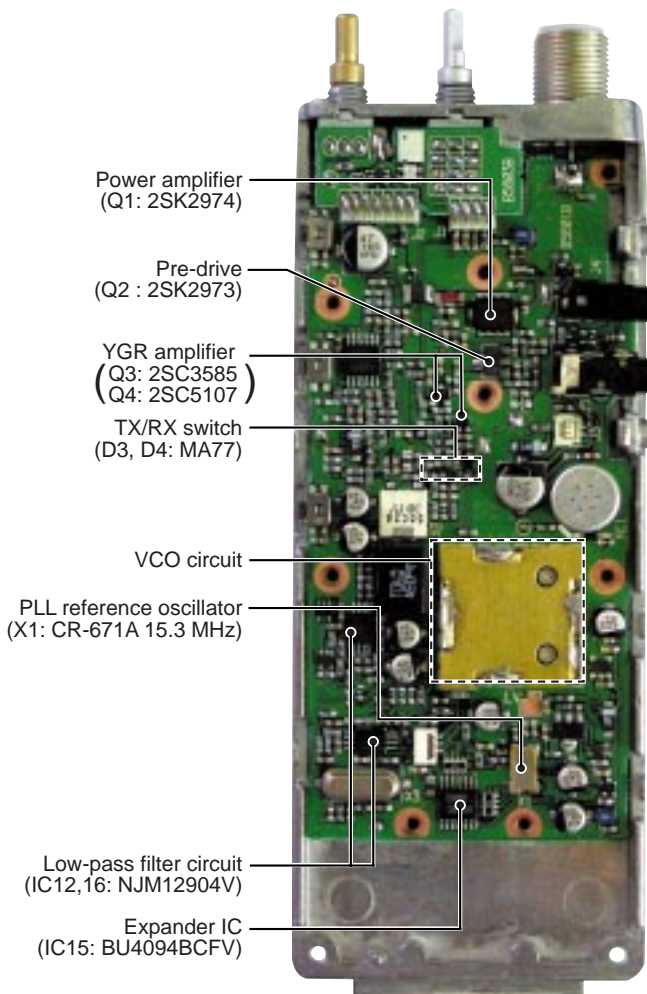 Power amplifier
(Q1: 2SK2974)
Pre-drive
(Q2 : 2SK2973)
YGR amplifier
(Q3: 2SC3585
Q4: 2SC5107)
TX/RX switch
(D3, D4: MA77)
VCO circuit
PLL reference oscillator
(X1: CR-671A 15.3 MHz)
Low-pass filter circuit
(IC12,16: NJM12904V)
Expander IC
(IC15: BU4094BCFV)